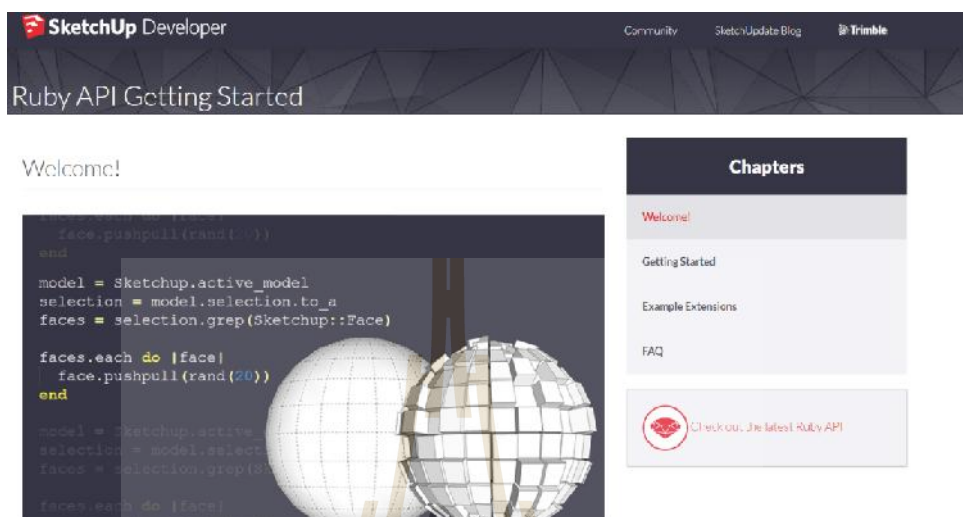 SketchUp Developer
Community
SketchUpdate Blog
Trimble
Ruby API Getting Started
Welcome!
faces.each do |face|
face.pushpull(rand(20))
end
model = Sketchup.active_model
selection = model.selection.to_a
faces = selection.grep(Sketchup::Face)
faces.each do |face|
face.pushpull(rand(20))
end
model = Sketchup.active_
selection = model.select
faces = selection.grep(Sk
faces.each do |face|
Chapters
Welcome!
Getting Started
Example Extensions
FAQ
Check out the latest Ruby API